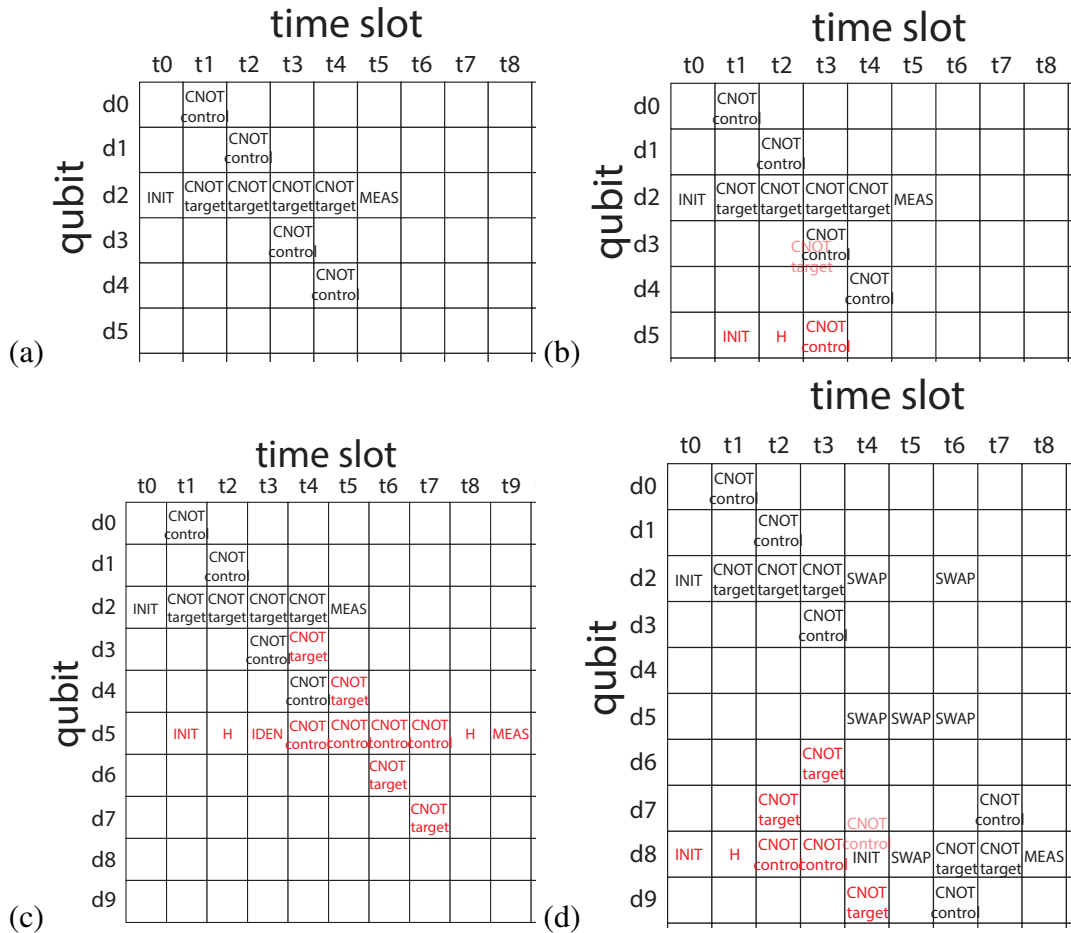 time slot
t0 t1 t2 t3 t4 t5 t6 t7 t8
qubit
d0 CNOT control
d1 CNOT control
d2 INIT CNOT target CNOT target CNOT target CNOT target MEAS
d3 CNOT control
d4 CNOT control
d5
(a)
time slot
t0 t1 t2 t3 t4 t5 t6 t7 t8
qubit
d0 CNOT control
d1 CNOT control
d2 INIT CNOT target CNOT target CNOT target CNOT target MEAS
d3 CNOT target CNOT control
d4 CNOT control
d5 INIT H CNOT control
(b)
time slot
t0 t1 t2 t3 t4 t5 t6 t7 t8 t9
qubit
d0 CNOT control
d1 CNOT control
d2 INIT CNOT target CNOT target CNOT target CNOT target MEAS
d3 CNOT control CNOT target
d4 CNOT control CNOT target
d5 INIT H IDEN CNOT control CNOT control CNOT control CNOT control H MEAS
d6 CNOT target
d7 CNOT target
d8
d9
(c)
time slot
t0 t1 t2 t3 t4 t5 t6 t7 t8
qubit
d0 CNOT control
d1 CNOT control
d2 INIT CNOT target CNOT target CNOT target SWAP SWAP
d3 CNOT control
d4
d5 SWAP SWAP SWAP
d6 CNOT target
d7 CNOT target CNOT control CNOT control
d8 INIT H CNOT control CNOT control INIT SWAP CNOT target CNOT target MEAS
d9 CNOT target CNOT control
(d)